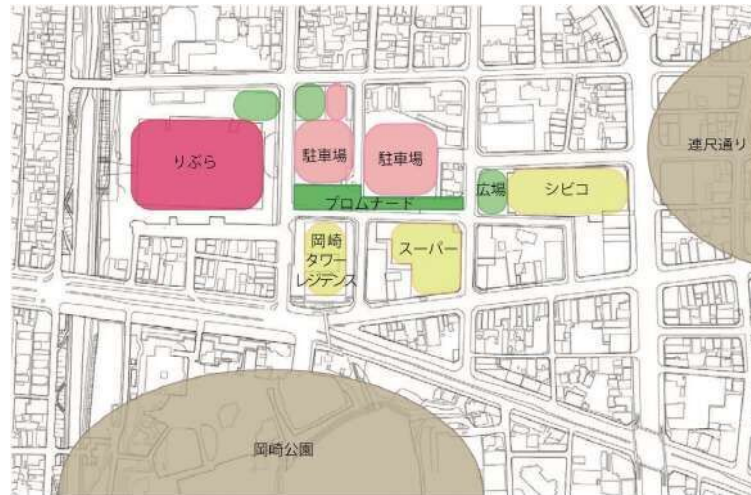 連尺通り
りぶら
駐車場
駐車場
広場
シビコ
プロムナード
岡崎
タワー
レジデンス
スーパー
岡崎公園